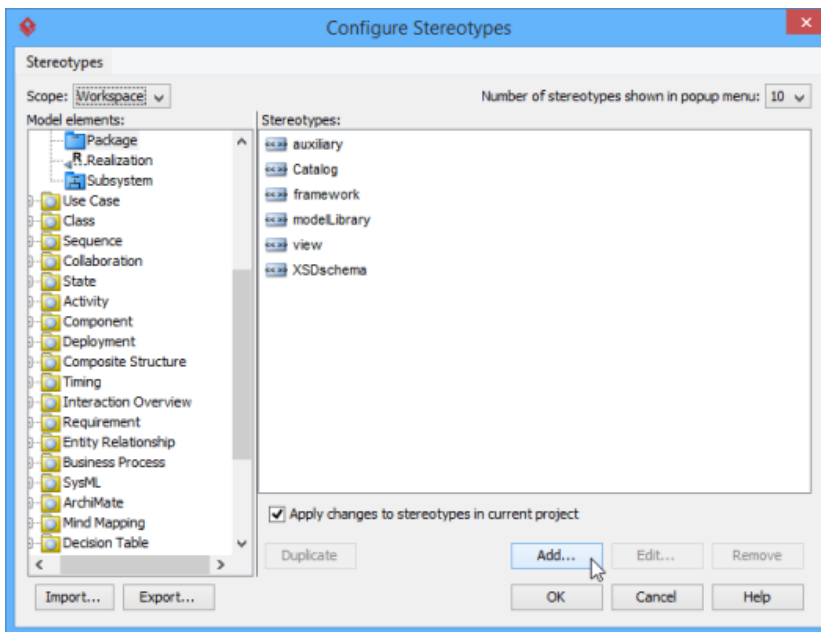 Configure Stereotypes
Stereotypes
Scope: Workspace
Number of stereotypes shown in popup menu: 10
Model elements:
Stereotypes:
Package
Realization
Subsystem
Use Case
Class
Sequence
Collaboration
State
Activity
Component
Deployment
Composite Structure
Timing
Interaction Overview
Requirement
Entity Relationship
Business Process
SysML
ArchiMate
Mind Mapping
Decision Table
auxiliary
Catalog
framework
modelLibrary
view
XSDschema
Apply changes to stereotypes in current project
Duplicate
Add...
Edit...
Remove
Import...
Export...
OK
Cancel
Help